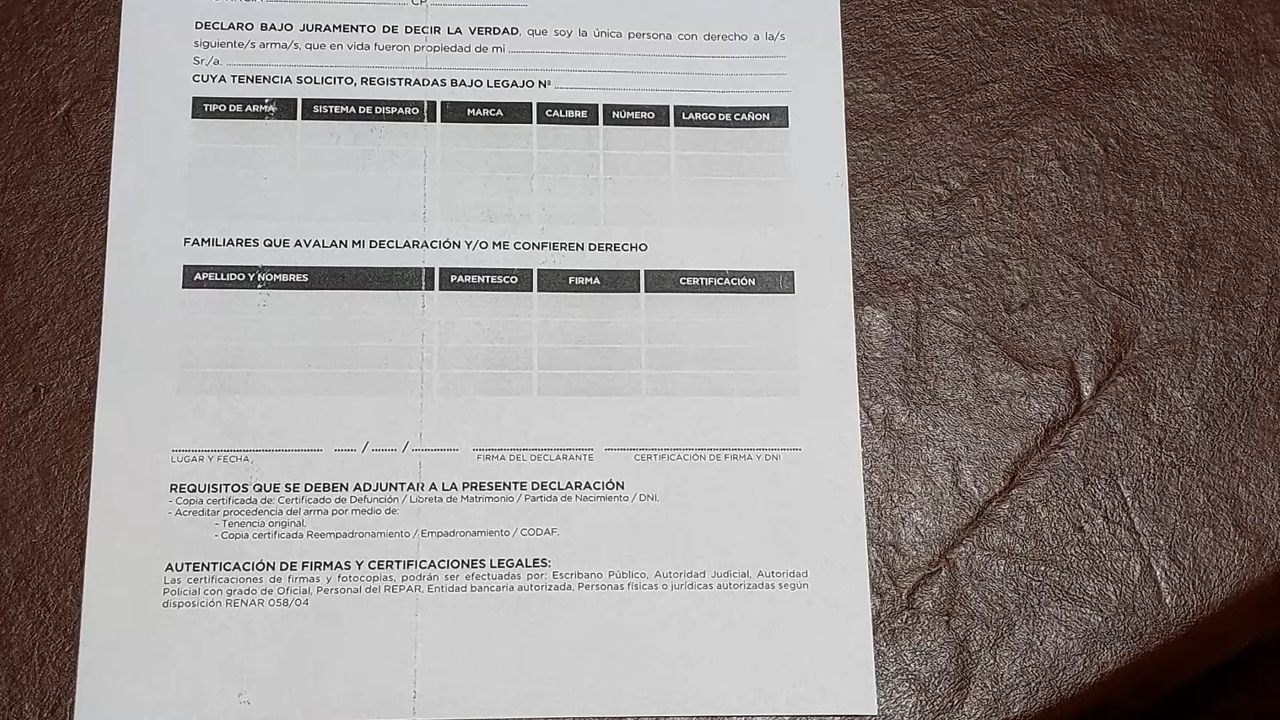 CP
DECLARO BAJO JURAMENTO DE DECIR LA VERDAD, que soy la única persona con derecho a la/s
siguiente/s arma/s, que en vida fueron propiedad de mi
Sr./a.
CUYA TENENCIA SOLICITO, REGISTRADAS BAJO LEGAJO Nº
TIPO DE ARMA SISTEMA DE DISPARO MARCA CALIBRE NÚMERO LARGO DE CAÑON
FAMILIARES QUE AVALAN MI DECLARACIÓN Y/O ME CONFIEREN DERECHO
APELLIDO Y NOMBRES PARENTESCO FIRMA CERTIFICACIÓN
...... / ....... / ............
LUGAR Y FECHA FIRMA DEL DECLARANTE CERTIFICACIÓN DE FIRMA Y DNI
REQUISITOS QUE SE DEBEN ADJUNTAR A LA PRESENTE DECLARACIÓN
- Copia certificada de: Certificado de Defunción / Libreta de Matrimonio / Partida de Nacimiento / DNI.
- Acreditar procedencia del arma por medio de:
- Tenencia original.
- Copia certificada Reempadronamiento / Empadronamiento / CODAF.
AUTENTICACIÓN DE FIRMAS Y CERTIFICACIONES LEGALES:
Las certificaciones de firmas y fotocopias, podrán ser efectuadas por: Escribano Público, Autoridad Judicial, Autoridad
Policial con grado de Oficial, Personal del REPAR, Entidad bancaria autorizada, Personas físicas o jurídicas autorizadas según
disposición RENAR 058/04